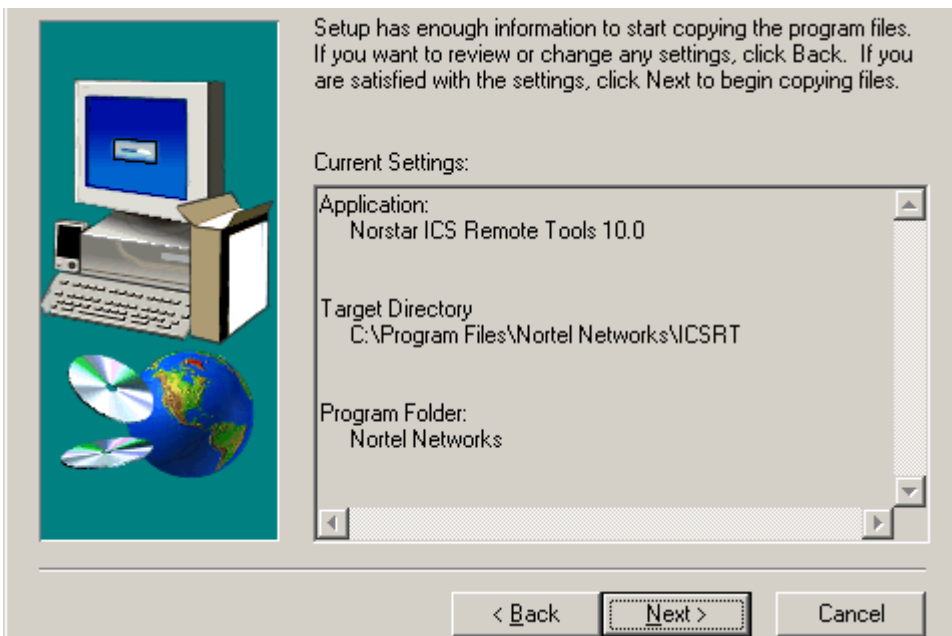 Setup has enough information to start copying the program files.
If you want to review or change any settings, click Back.  If you
are satisfied with the settings, click Next to begin copying files.
Current Settings:
Application:
Norstar ICS Remote Tools 10.0
Target Directory
C:\Program Files\Nortel Networks\ICSRT
Program Folder:
Nortel Networks
< Back
Next >
Cancel